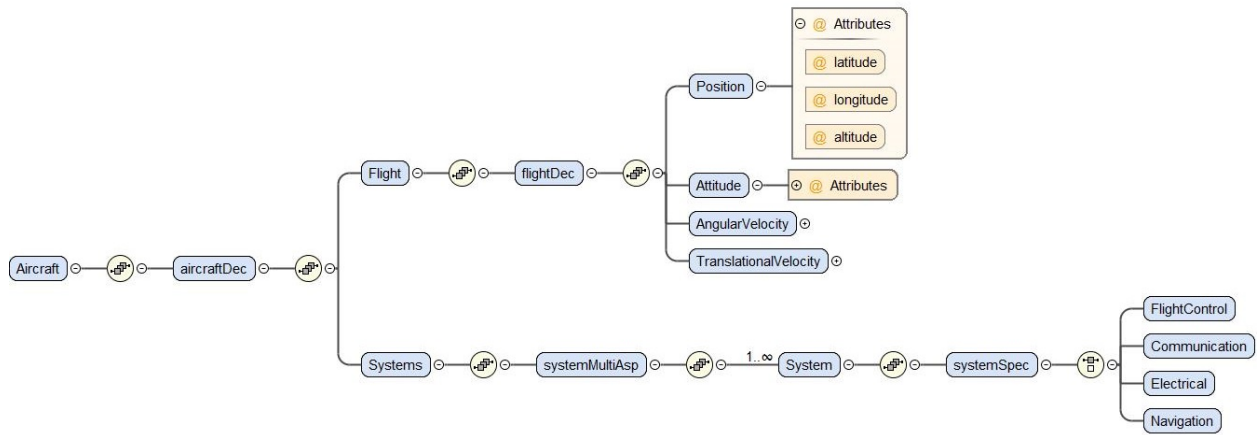 @ Attributes
@ latitude
@ longitude
@ altitude
Position
Flight
flightDec
Attitude
@ Attributes
AngularVelocity
TranslationalVelocity
Aircraft
aircraftDec
Systems
systemMultiAsp
1..∞
System
systemSpec
FlightControl
Communication
Electrical
Navigation